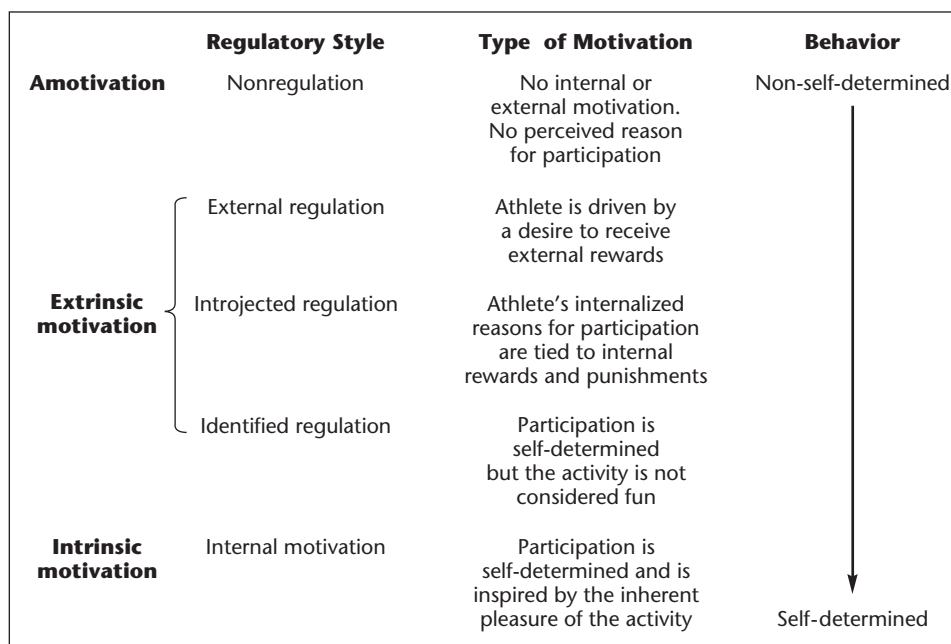 Regulatory Style
Type of Motivation
Behavior
Amotivation
Nonregulation
No internal or
external motivation.
No perceived reason
for participation
Non-self-determined
External regulation
Athlete is driven by
a desire to receive
external rewards
Extrinsic
motivation
Introjected regulation
Athlete’s internalized
reasons for participation
are tied to internal
rewards and punishments
Identified regulation
Participation is
self-determined
but the activity is not
considered fun
Intrinsic
motivation
Internal motivation
Participation is
self-determined and is
inspired by the inherent
pleasure of the activity
Self-determined